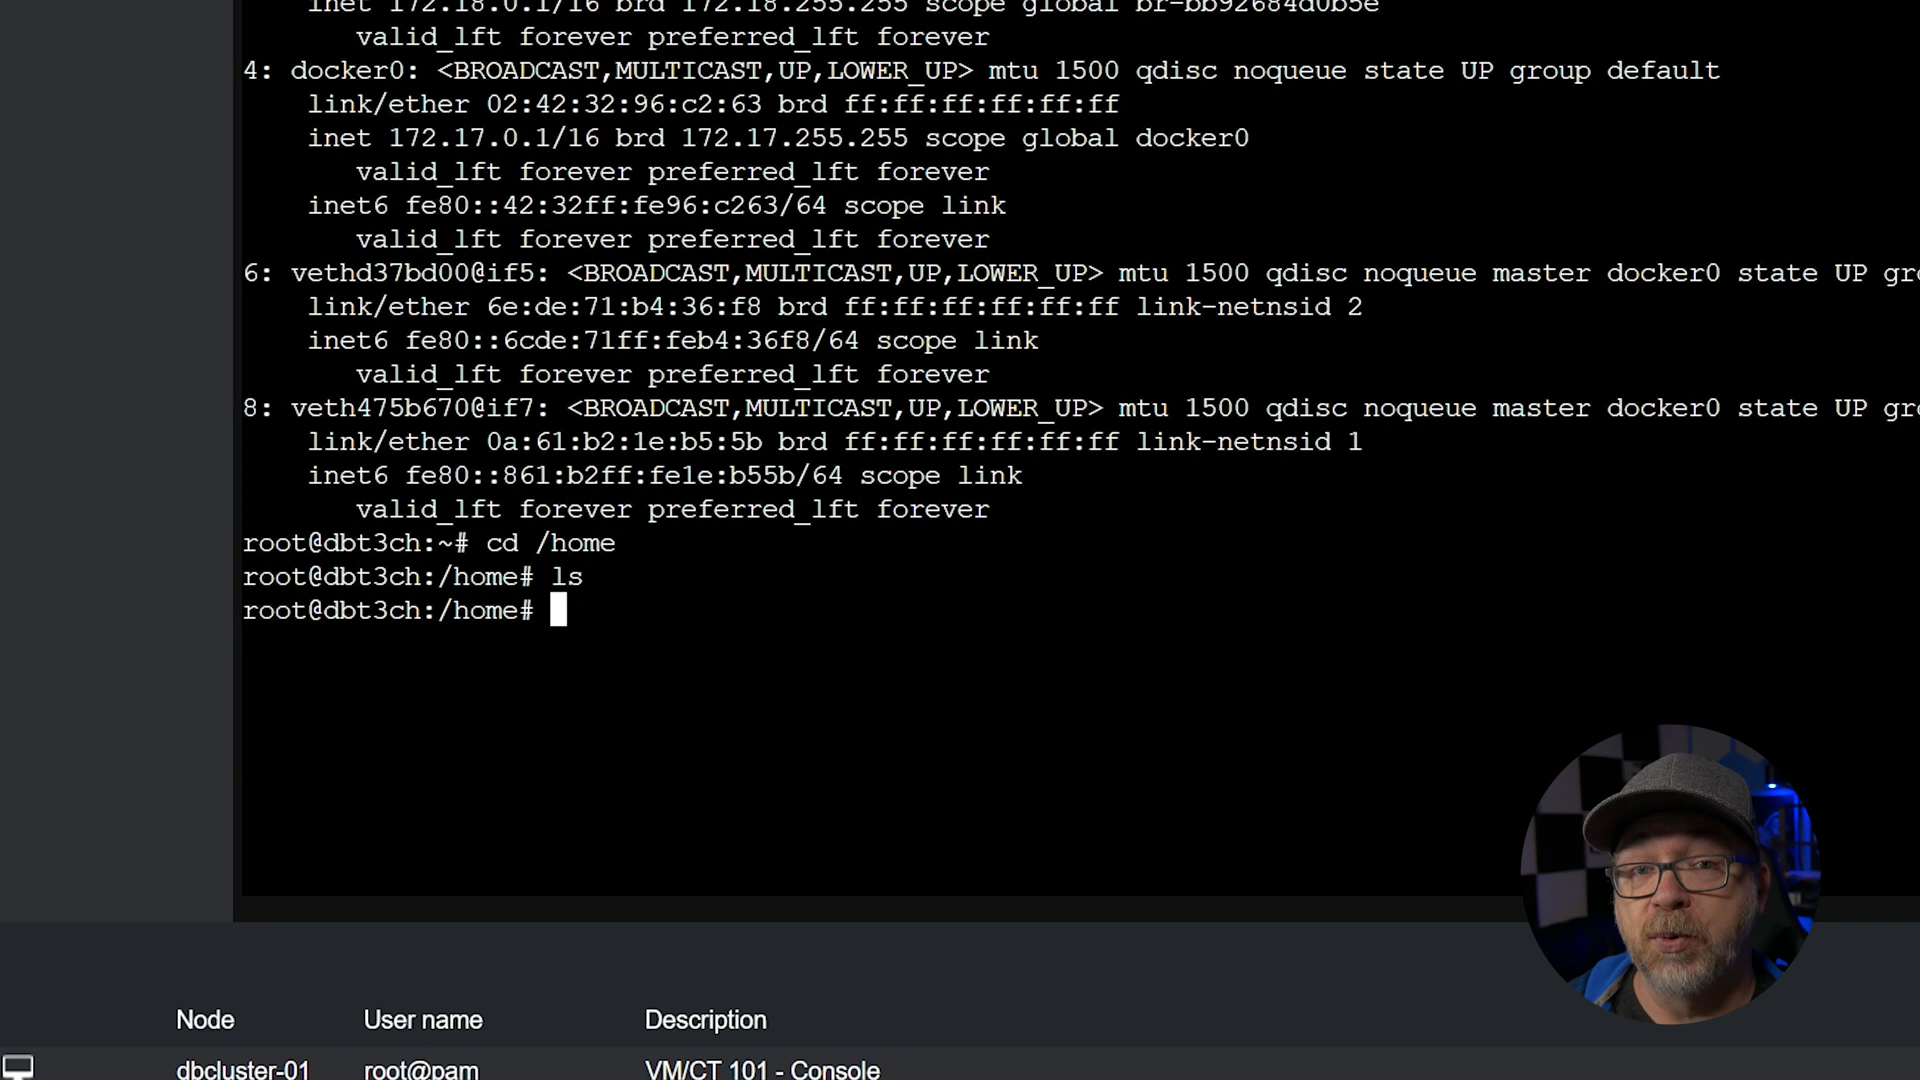 inet 172.18.0.1/16 brd 172.18.255.255 scope global br-bb92684d0b5e
valid_lft forever preferred_lft forever
4: docker0: <BROADCAST,MULTICAST,UP,LOWER_UP> mtu 1500 qdisc noqueue state UP group default
link/ether 02:42:32:96:c2:63 brd ff:ff:ff:ff:ff:ff
inet 172.17.0.1/16 brd 172.17.255.255 scope global docker0
valid_lft forever preferred_lft forever
inet6 fe80::42:32ff:fe96:c263/64 scope link
valid_lft forever preferred_lft forever
6: vethd37bd00@if5: <BROADCAST,MULTICAST,UP,LOWER_UP> mtu 1500 qdisc noqueue master docker0 state UP gro
link/ether 6e:de:71:b4:36:f8 brd ff:ff:ff:ff:ff:ff link-netnsid 2
inet6 fe80::6cde:71ff:feb4:36f8/64 scope link
valid_lft forever preferred_lft forever
8: veth475b670@if7: <BROADCAST,MULTICAST,UP,LOWER_UP> mtu 1500 qdisc noqueue master docker0 state UP gro
link/ether 0a:61:b2:1e:b5:5b brd ff:ff:ff:ff:ff:ff link-netnsid 1
inet6 fe80::861:b2ff:fe1e:b55b/64 scope link
valid_lft forever preferred_lft forever
root@dbt3ch:~# cd /home
root@dbt3ch:/home# ls
root@dbt3ch:/home#
Node User name Description
dbcluster-01 root@pam VM/CT 101 - Console